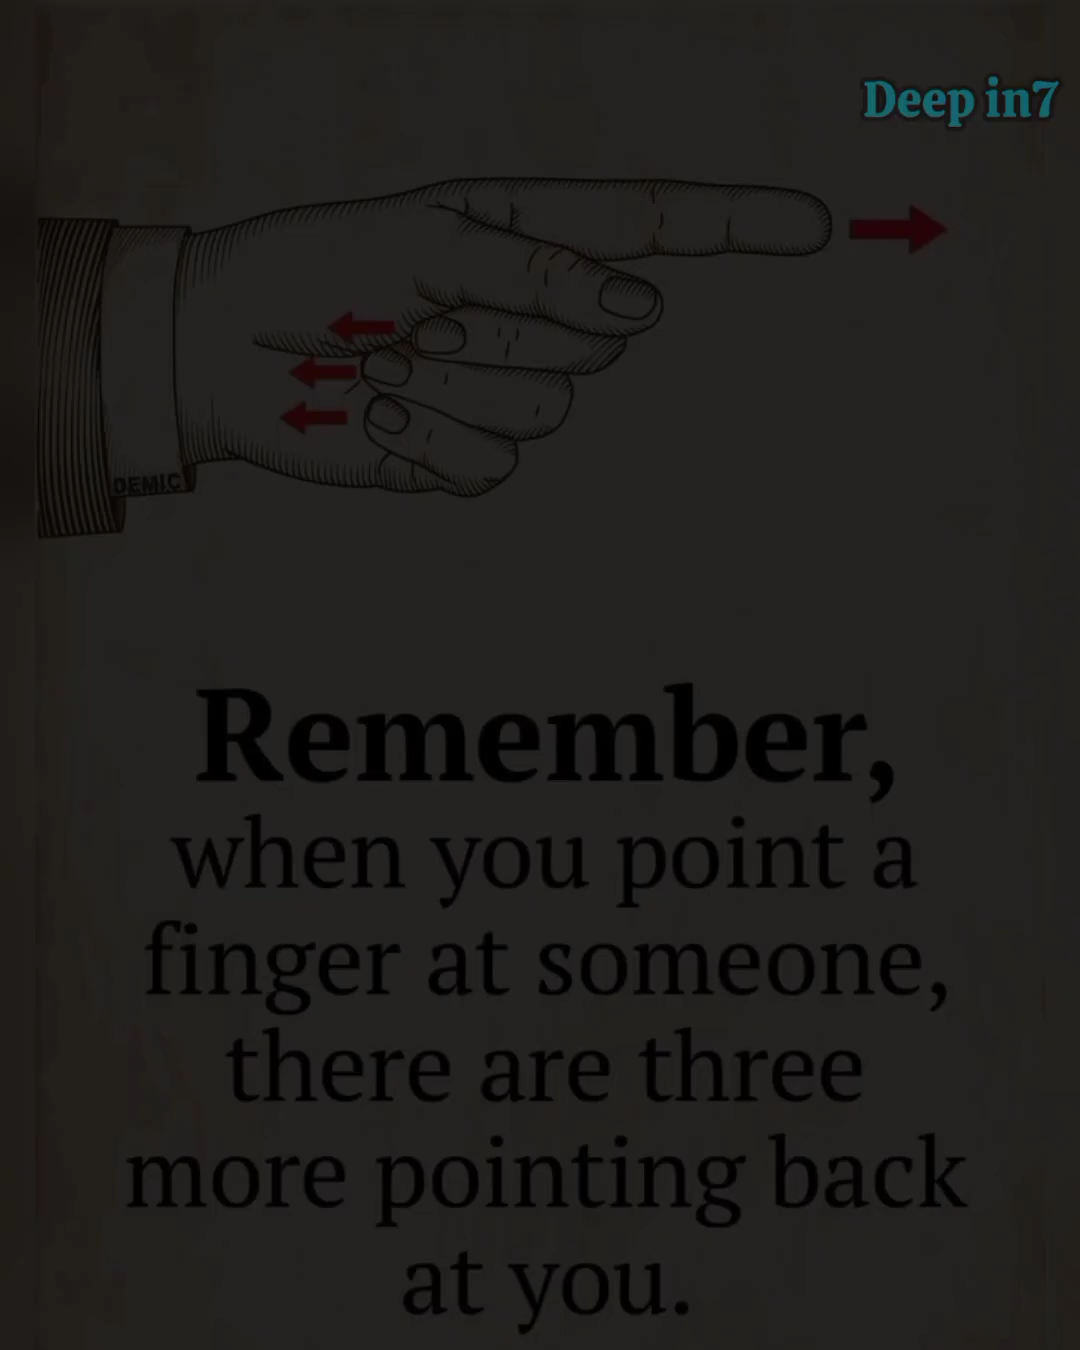 Deep in7
DEMIC
Remember,
when you point a
finger at someone,
there are three
more pointing back
at you.